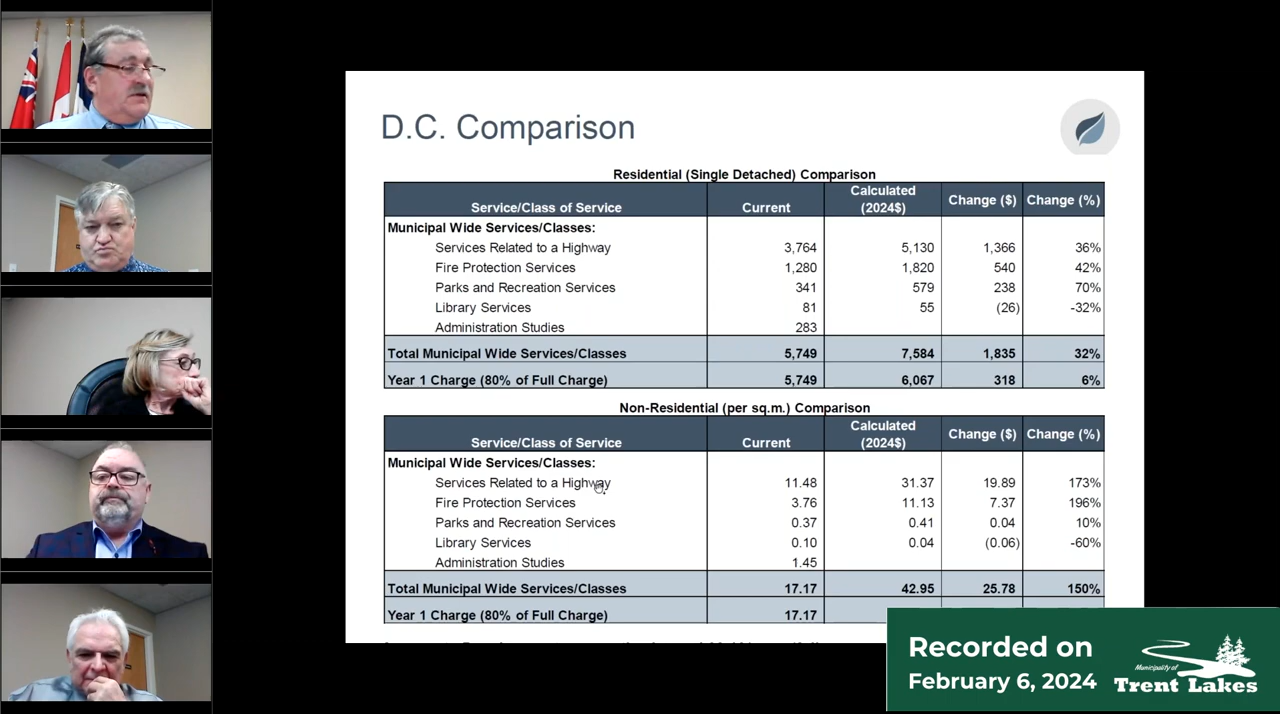 D.C. Comparison
Residential (Single Detached) Comparison
Service/Class of Service Current Calculated (2024$) Change ($) Change (%)
Municipal Wide Services/Classes:
Services Related to a Highway 3,764 5,130 1,366 36%
Fire Protection Services 1,280 1,820 540 42%
Parks and Recreation Services 341 579 238 70%
Library Services 81 55 (26) -32%
Administration Studies 283
Total Municipal Wide Services/Classes 5,749 7,584 1,835 32%
Year 1 Charge (80% of Full Charge) 5,749 6,067 318 6%
Non-Residential (per sq.m.) Comparison
Service/Class of Service Current Calculated (2024$) Change ($) Change (%)
Municipal Wide Services/Classes:
Services Related to a Highway 11.48 31.37 19.89 173%
Fire Protection Services 3.76 11.13 7.37 196%
Parks and Recreation Services 0.37 0.41 0.04 10%
Library Services 0.10 0.04 (0.06) -60%
Administration Studies 1.45
Total Municipal Wide Services/Classes 17.17 42.95 25.78 150%
Year 1 Charge (80% of Full Charge) 17.17
Recorded on
February 6, 2024
Municipality of
Trent Lakes